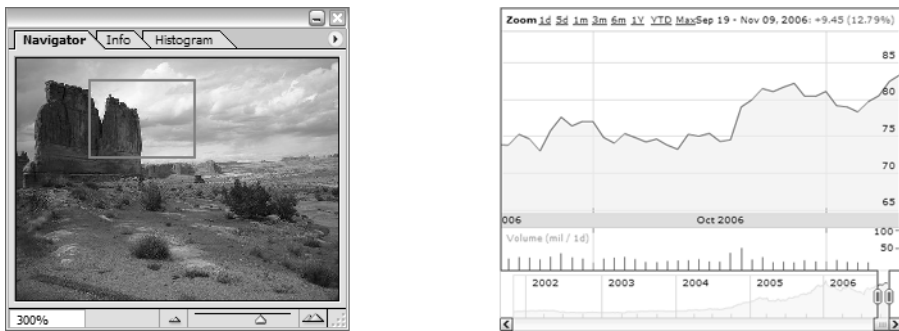 Navigator Info Histogram
300%
Zoom 1d 5d 1m 3m 6m 1Y YTD Max Sep 19 - Nov 09, 2006: +9.45 (12.79%)
85
80
75
70
65
006 Oct 2006
Volume (mil / 1d)
100
50
2002 2003 2004 2005 2006